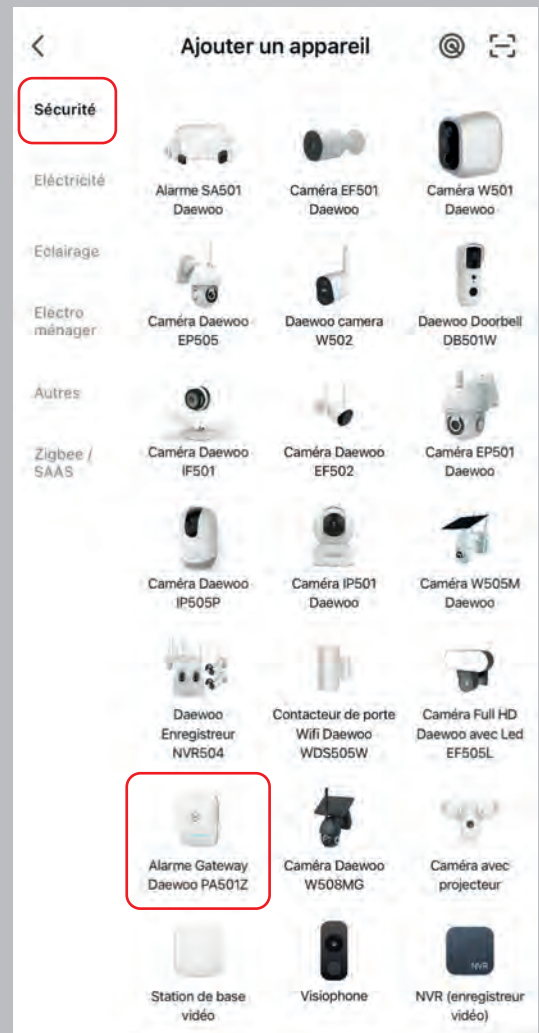 Ajouter un appareil
Sécurité
Eléctricité
Eclairage
Eléctro
ménager
Autres
Zigbee /
SAAS
Alarme SA501
Daewoo
Caméra EF501
Daewoo
Caméra W501
Daewoo
Caméra Daewoo
EP505
Daewoo camera
W502
Daewoo Doorbell
DB501W
Caméra Daewoo
IF501
Caméra Daewoo
EF502
Caméra EP501
Daewoo
Caméra Daewoo
IP505P
Caméra IP501
Daewoo
Caméra W505M
Daewoo
Daewoo
Enregistreur
NVR504
Contacteur de porte
Wifi Daewoo
WDS505W
Caméra Full HD
Daewoo avec Led
EF505L
Alarme Gateway
Daewoo PA501Z
Caméra Daewoo
W508MG
Caméra avec
projecteur
Station de base
vidéo
Visiophone
NVR
NVR (enregistreur
vidéo)